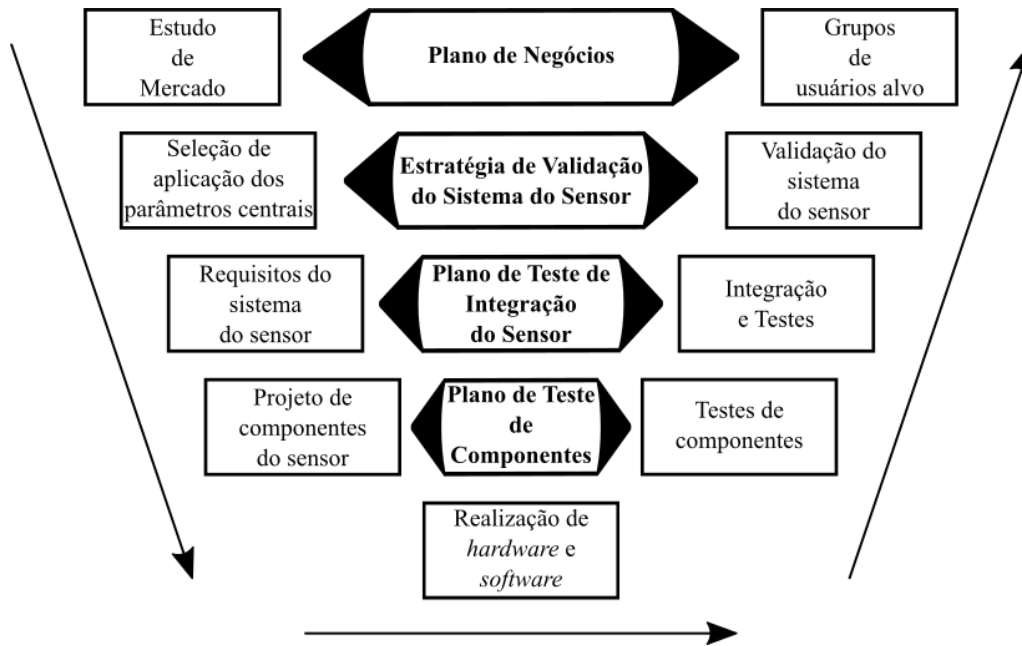 Estudo
de
Mercado
Plano de Negócios
Grupos
de
usuários alvo
Seleção de
aplicação dos
parâmetros centrais
Estratégia de Validação
do Sistema do Sensor
Validação do
sistema
do sensor
Requisitos do
sistema
do sensor
Plano de Teste de
Integração
do Sensor
Integração
e Testes
Projeto de
componentes
do sensor
Plano de Teste
de
Componentes
Testes de
componentes
Realização de
hardware e
software